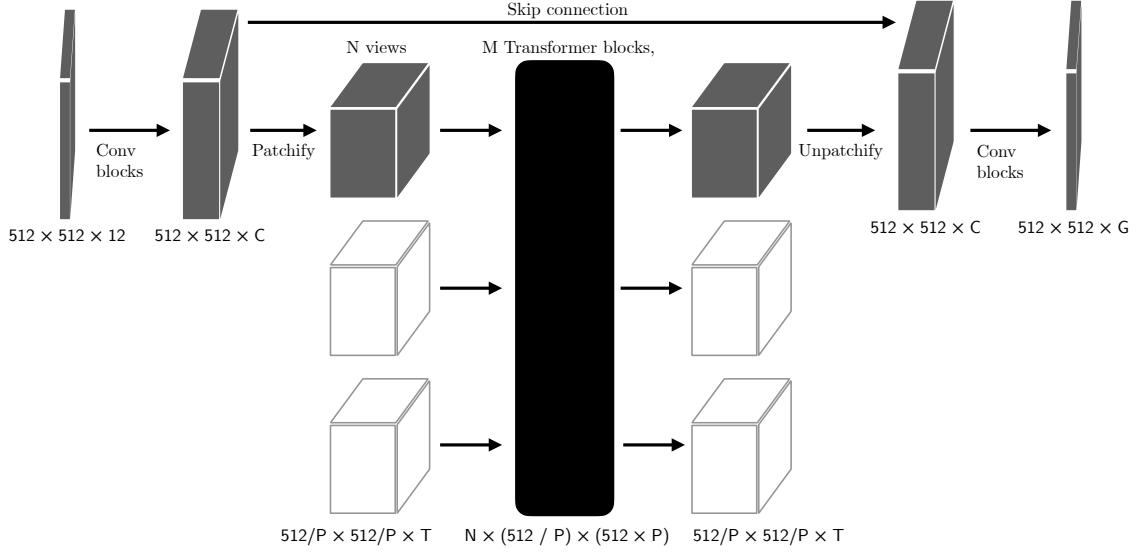 Skip connection
N views
M Transformer blocks,
Conv
blocks
Patchify
Unpatchify
Conv
blocks
512 × 512 × 12
512 × 512 × C
512 × 512 × C
512 × 512 × G
512/P × 512/P × T
N × (512 / P) × (512 × P)
512/P × 512/P × T